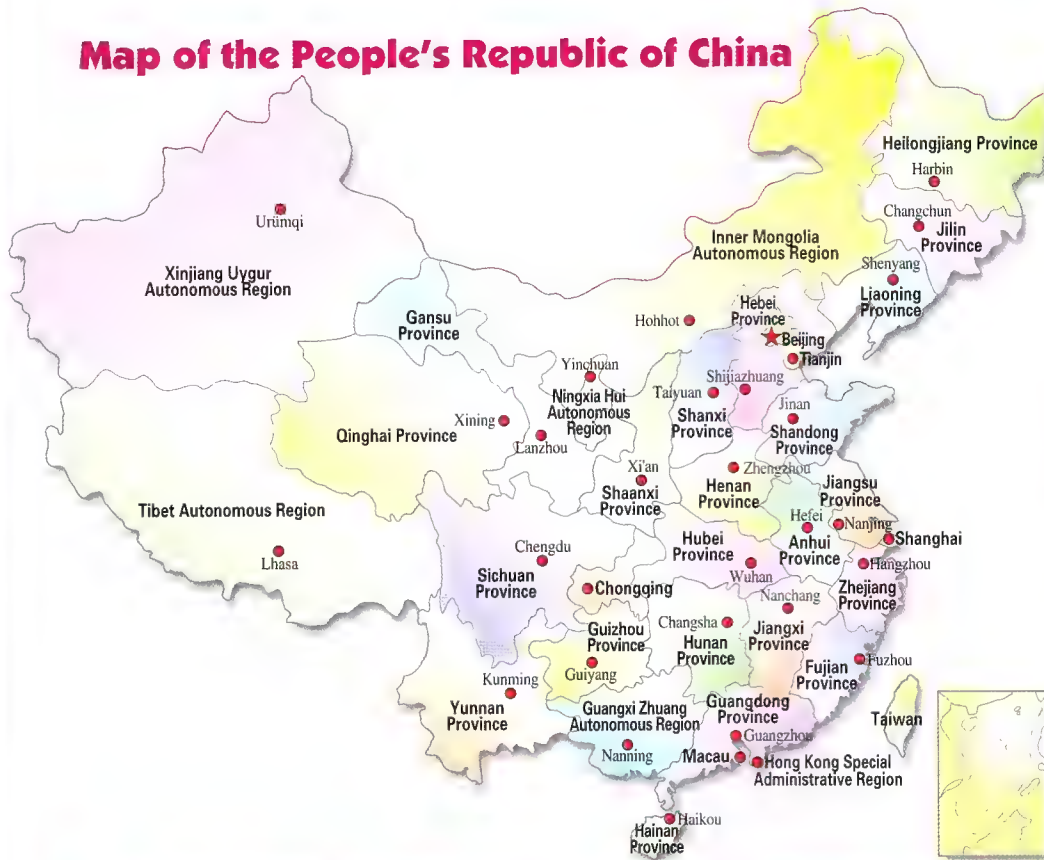 Map of the People's Republic of China
Heilongjiang Province
Harbin
Changchun
Jilin
Province
Urümqi
Inner Mongolia
Autonomous Region
Shenyang
Liaoning
Province
Xinjiang Uygur
Autonomous Region
Gansu
Province
Hohhot
Hebei
Province
Beijing
Tianjin
Yinchuan
Ningxia Hui
Autonomous
Region
Shijiazhuang
Taiyuan
Shanxi
Province
Jinan
Shandong
Province
Qinghai Province
Xining
Lanzhou
Xi'an
Shaanxi
Province
Zhengzhou
Henan
Province
Jiangsu
Province
Tibet Autonomous Region
Lhasa
Hefei
Anhui
Province
Nanjing
Shanghai
Chengdu
Sichuan
Province
Hubei
Province
Wuhan
Hangzhou
Zhejiang
Province
Chongqing
Nanchang
Jiangxi
Province
Changsha
Hunan
Province
Guizhou
Province
Guiyang
Fuzhou
Fujian
Province
Kunming
Yunnan
Province
Guangxi Zhuang
Autonomous Region
Nanning
Guangdong
Province
Guangzhou
Taiwan
Macau
Hong Kong Special
Administrative Region
Haikou
Hainan
Province